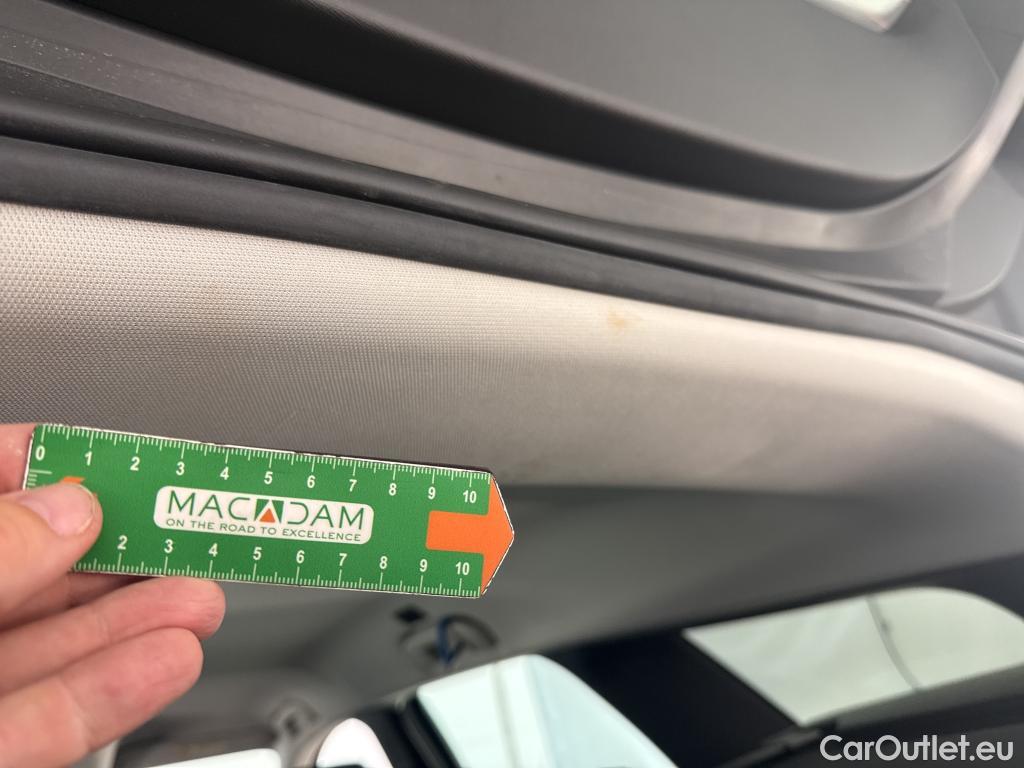 0 1 2 3 4 5 6 7 8 9 10
MACADAM
ON THE ROAD TO EXCELLENCE
2 3 4 5 6 7 8 9 10
CarOutlet.eu